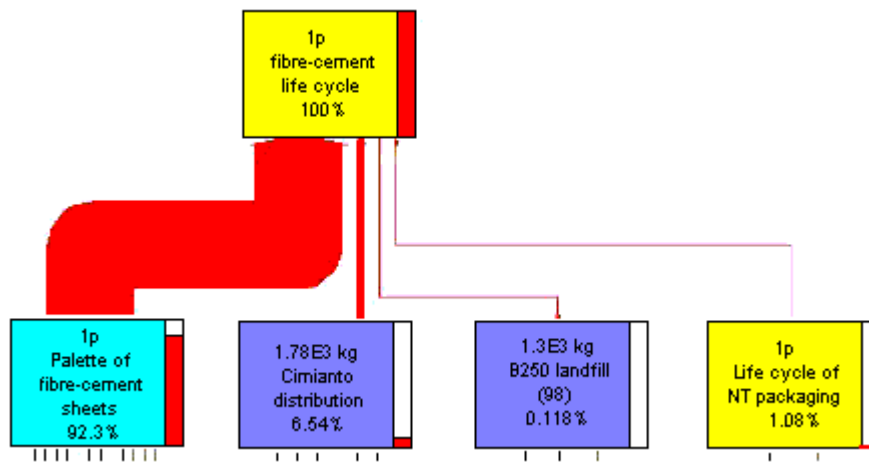 1p
fibre-cement
life cycle
100%
1p
Palette of
fibre-cement
sheets
92.3%
1.78E3 kg
Cimianto
distribution
6.54%
1.3E3 kg
B250 landfill
(98)
0.118%
1p
Life cycle of
NT packaging
1.08%